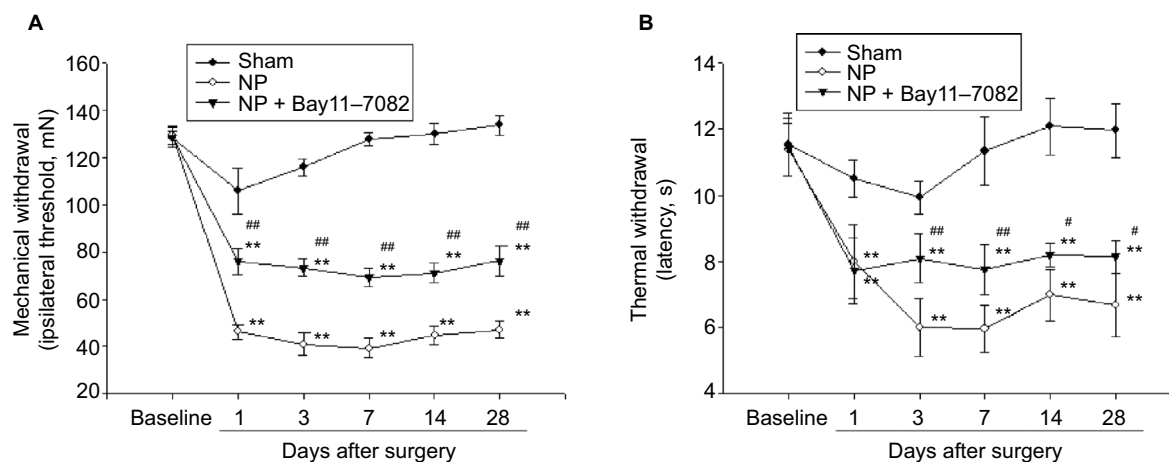 A
Mechanical withdrawal
(ipsilateral threshold, mN)
160
140
120
100
80
60
40
20
Sham
NP
NP + Bay11–7082
##
**
##
**
##
**
##
**
##
**
**
**
**
**
**
Baseline 1 3 7 14 28
Days after surgery
B
Thermal withdrawal
(latency, s)
14
12
10
8
6
4
Sham
NP
NP + Bay11–7082
**
**
##
**
##
**
#
**
#
**
**
**
**
**
Baseline 1 3 7 14 28
Days after surgery